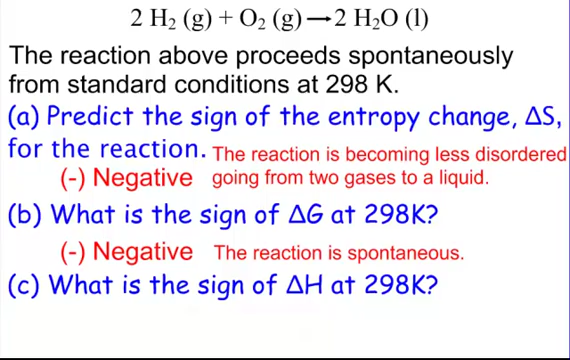 2 H₂ (g) + O₂ (g) → 2 H₂O (l)
The reaction above proceeds spontaneously
from standard conditions at 298 K.
(a) Predict the sign of the entropy change, ΔS,
for the reaction. The reaction is becoming less disordered
(-) Negative going from two gases to a liquid.
(b) What is the sign of ΔG at 298K?
(-) Negative The reaction is spontaneous.
(c) What is the sign of ΔH at 298K?